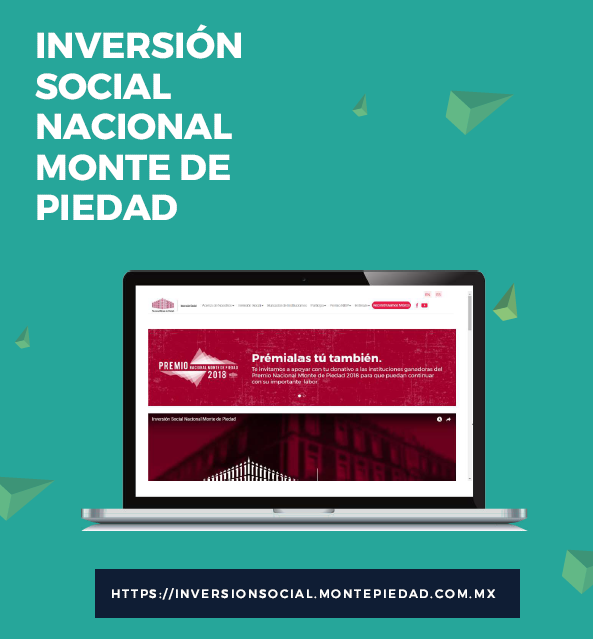 INVERSIÓN
SOCIAL
NACIONAL
MONTE DE
PIEDAD
EN ES
PREMIO NACIONAL MONTE DE PIEDAD
2018
Prémialas tú también.
Te invitamos a apoyar con tu donativo a las instituciones ganadoras del
Premio Nacional Monte de Piedad 2018 para que puedan continuar
con su importante labor.
Inversión Social Nacional Monte de Piedad
HTTPS://INVERSIONSOCIAL.MONTEPIEDAD.COM.MX